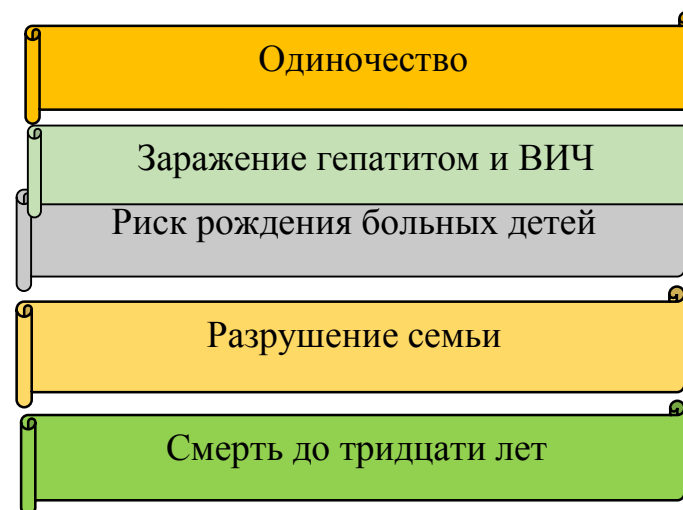 Одиночество
Заражение гепатитом и ВИЧ
Риск рождения больных детей
Разрушение семьи
Смерть до тридцати лет